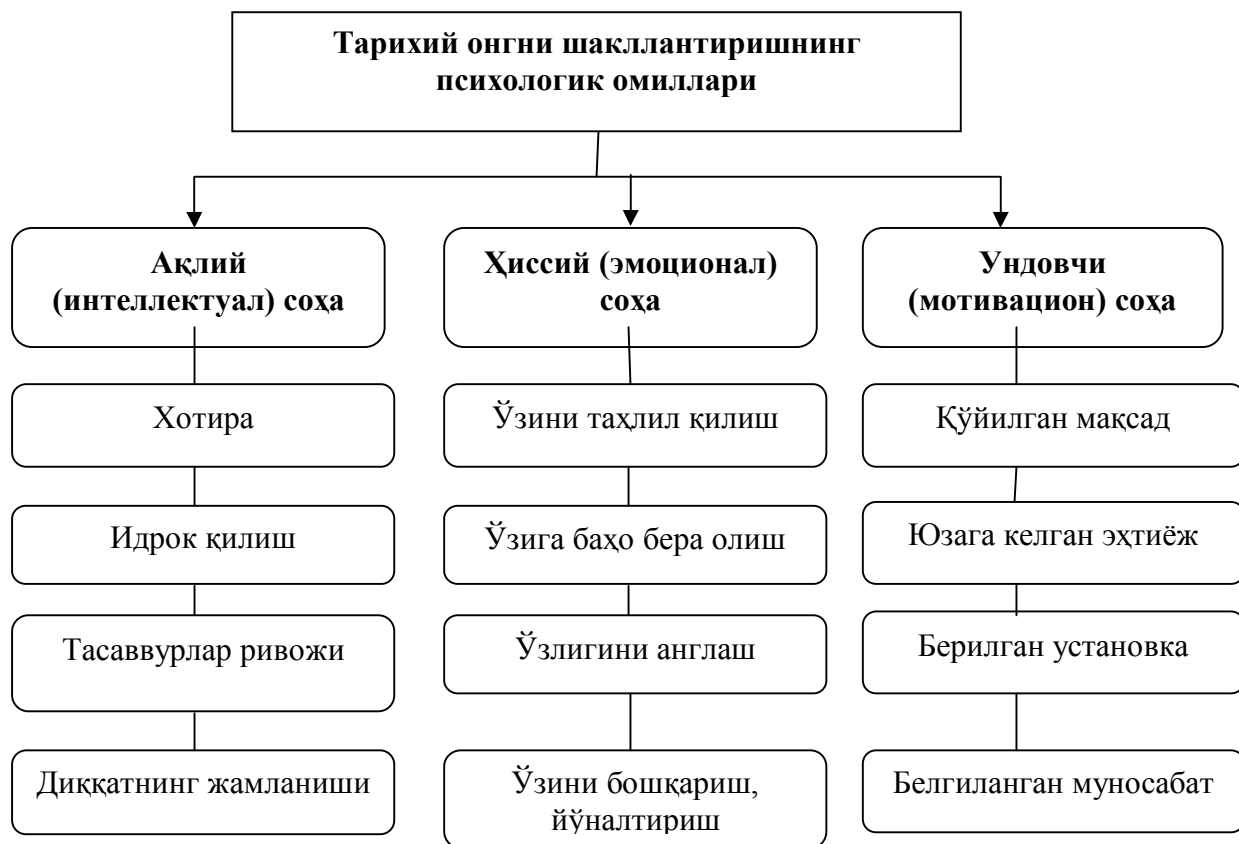 Тарихий онгни шакллантиришнинг
психологик омиллари
Ақлий
(интеллектуал) соҳа
Хотира
Идрок қилиш
Тасаввурлар ривожи
Диққатнинг жамланиши
Ҳиссий (эмоционал)
соҳа
Ўзини таҳлил қилиш
Ўзига баҳо бера олиш
Ўзлигини англаш
Ўзини бошқариш,
йўналтириш
Ундовчи
(мотивацион) соҳа
Қўйилган мақсад
Юзага келган эҳтиёж
Берилган установка
Белгиланган муносабат